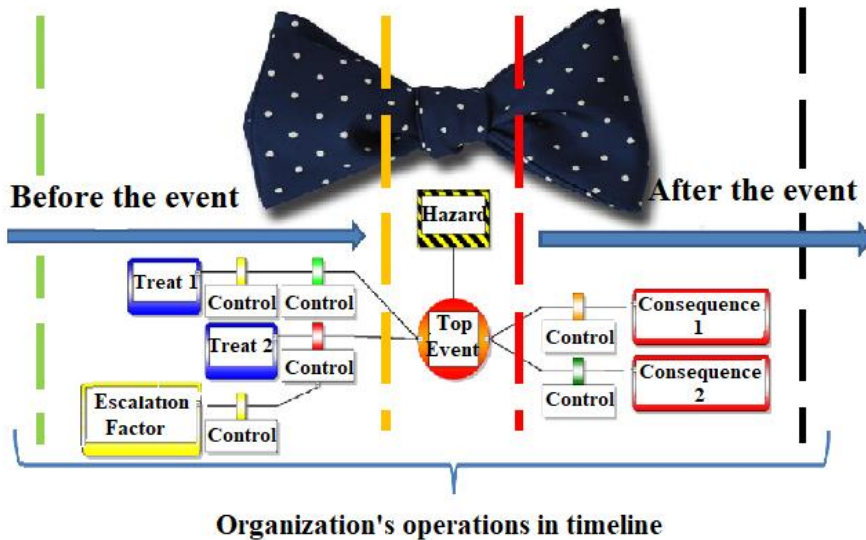 Before the event
After the event
Hazard
Treat 1
Control
Control
Top
Event
Control
Consequence
1
Treat 2
Control
Control
Consequence
2
Escalation
Factor
Control
Organization's operations in timeline